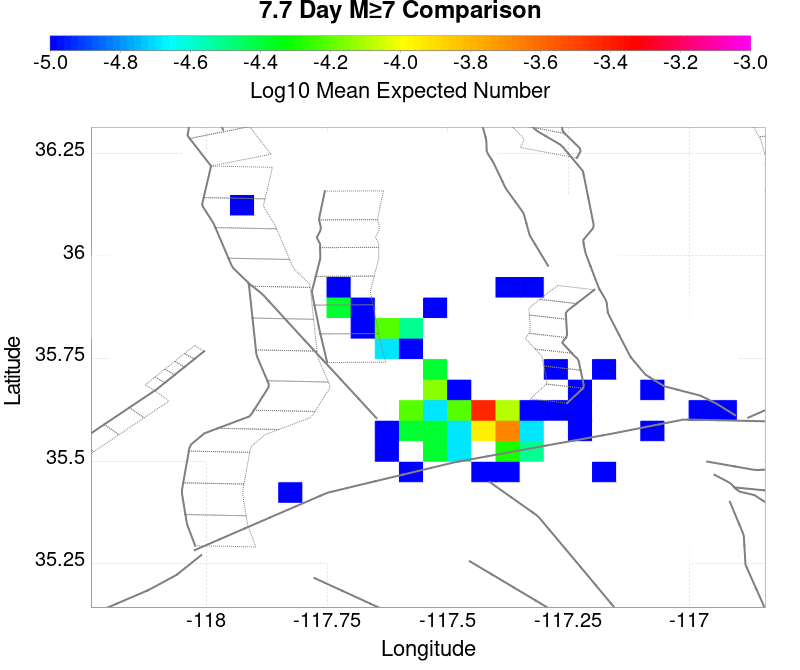 7.7 Day M≥7 Comparison
-5.0 -4.8 -4.6 -4.4 -4.2 -4.0 -3.8 -3.6 -3.4 -3.2 -3.0
Log10 Mean Expected Number
36.25
36
35.75
35.5
35.25
Latitude
-118 -117.75 -117.5 -117.25 -117
Longitude